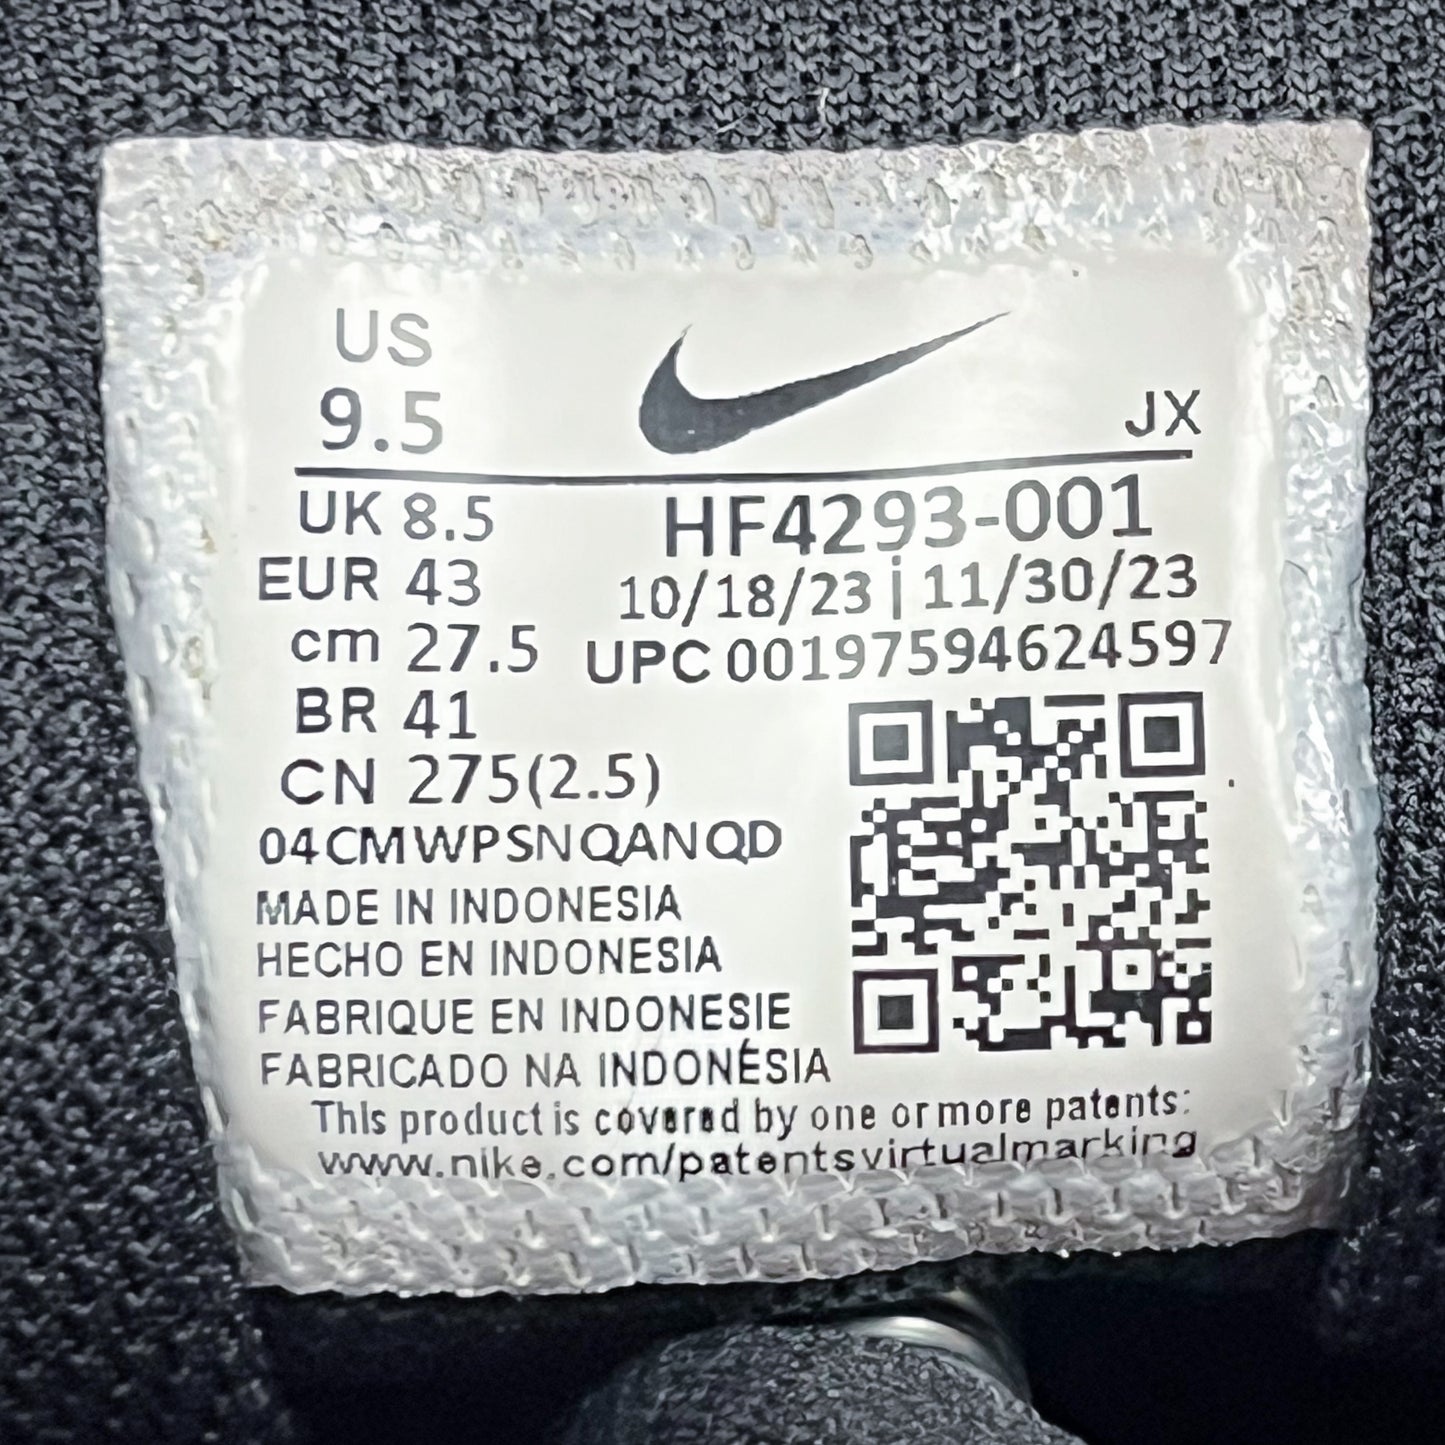 US
9.5
JX
UK 8.5
HF4293-001
EUR 43
10/18/23 | 11/30/23
cm 27.5
UPC 00197594624597
BR 41
CN 275(2.5)
04CMWPSNQANQD
MADE IN INDONESIA
HECHO EN INDONESIA
FABRIQUE EN INDONESIE
FABRICADO NA INDONÉSIA
This product is covered by one or more patents:
www.nike.com/patentsvirtualmarking